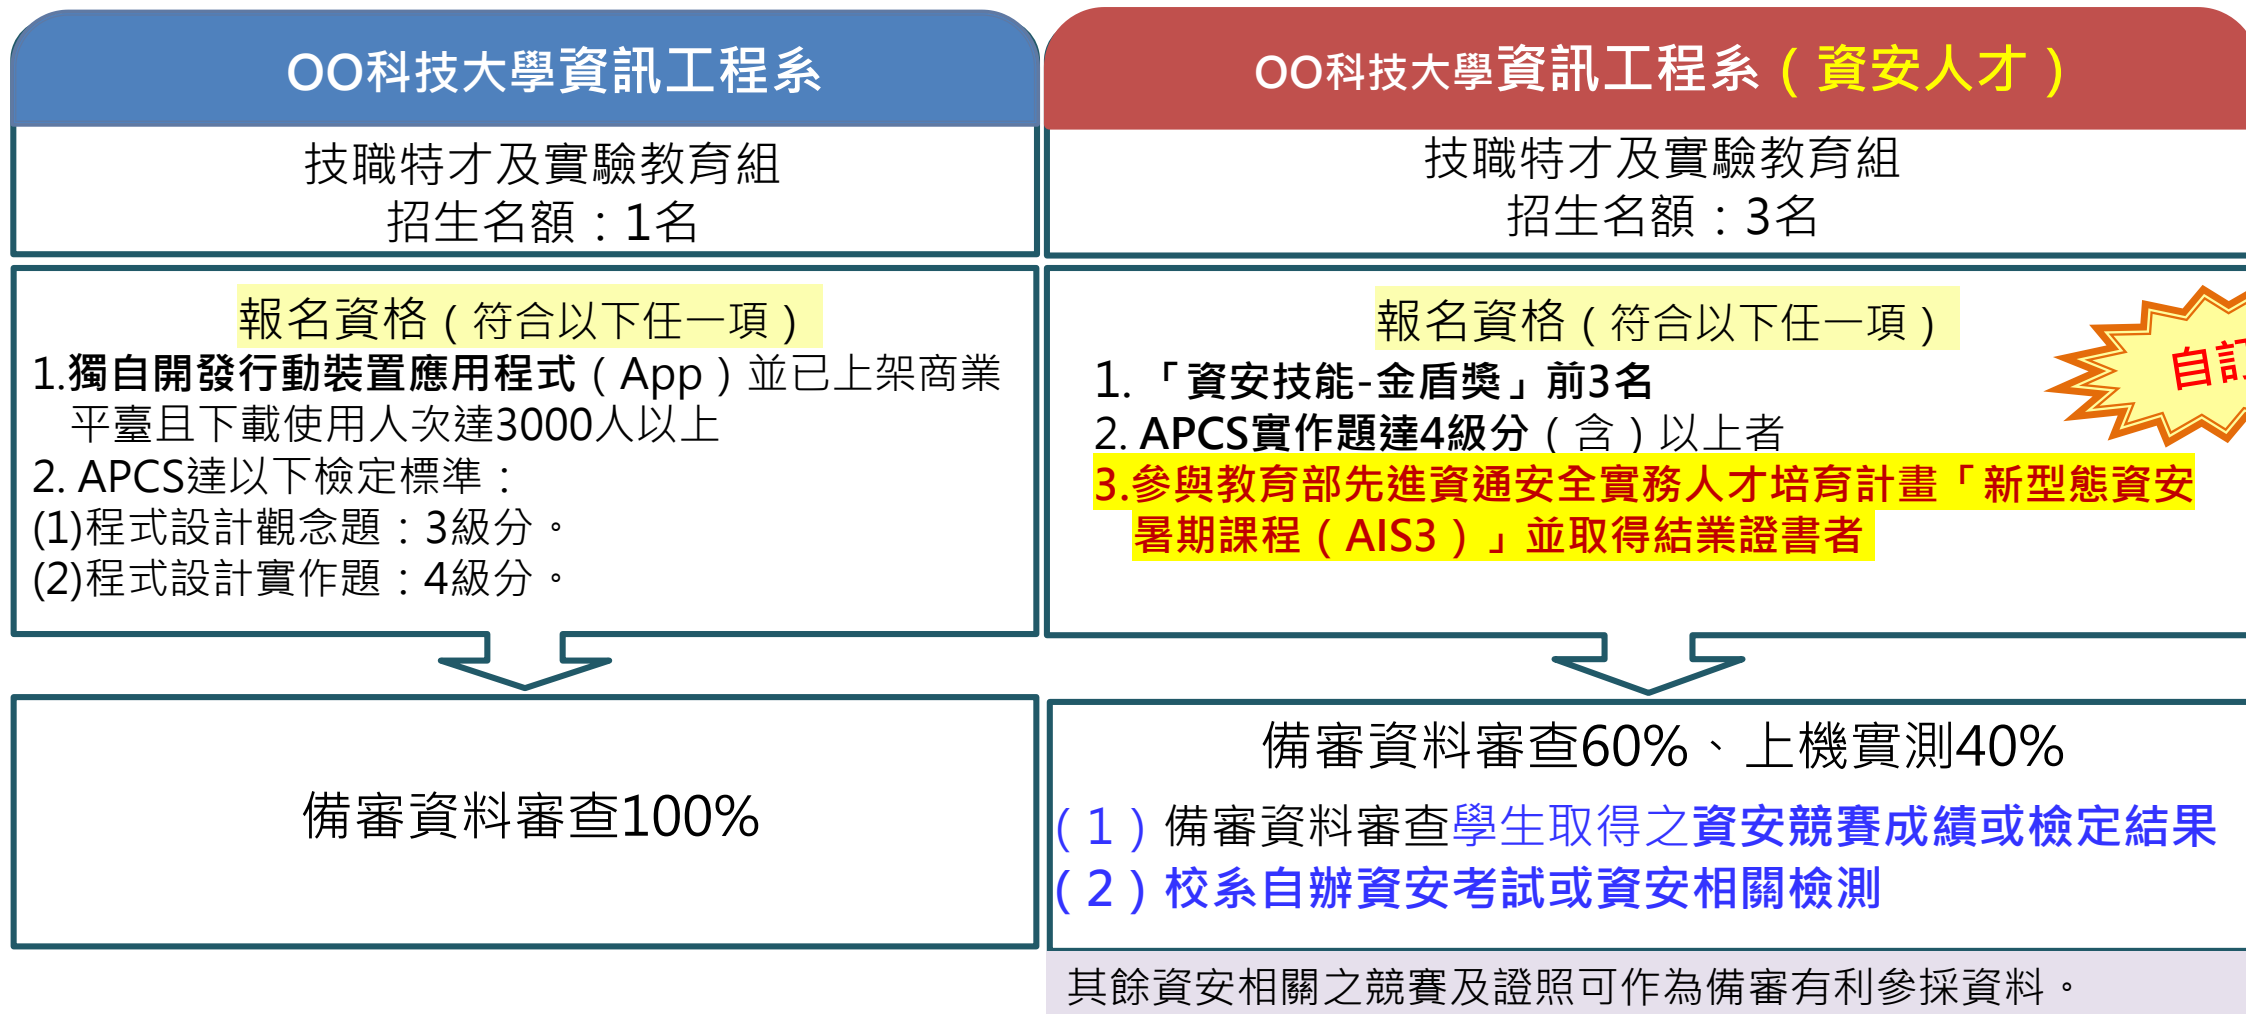 OO科技大學資訊工程系
技職特才及實驗教育組
招生名額：1名
報名資格（符合以下任一項）
1.獨自開發行動裝置應用程式（App）並已上架商業
平臺且下載使用人次達3000人以上
2. APCS達以下檢定標準：
(1)程式設計觀念題：3級分。
(2)程式設計實作題：4級分。
備審資料審查100%
OO科技大學資訊工程系（資安人才）
技職特才及實驗教育組
招生名額：3名
報名資格（符合以下任一項）
自訂
1. 「資安技能-金盾獎」前3名
2. APCS實作題達4級分（含）以上者
3.參與教育部先進資通安全實務人才培育計畫「新型態資安
暑期課程（AIS3）」並取得結業證書者
備審資料審查60%、上機實測40%
（1）備審資料審查學生取得之資安競賽成績或檢定結果
（2）校系自辦資安考試或資安相關檢測
其餘資安相關之競賽及證照可作為備審有利參採資料。